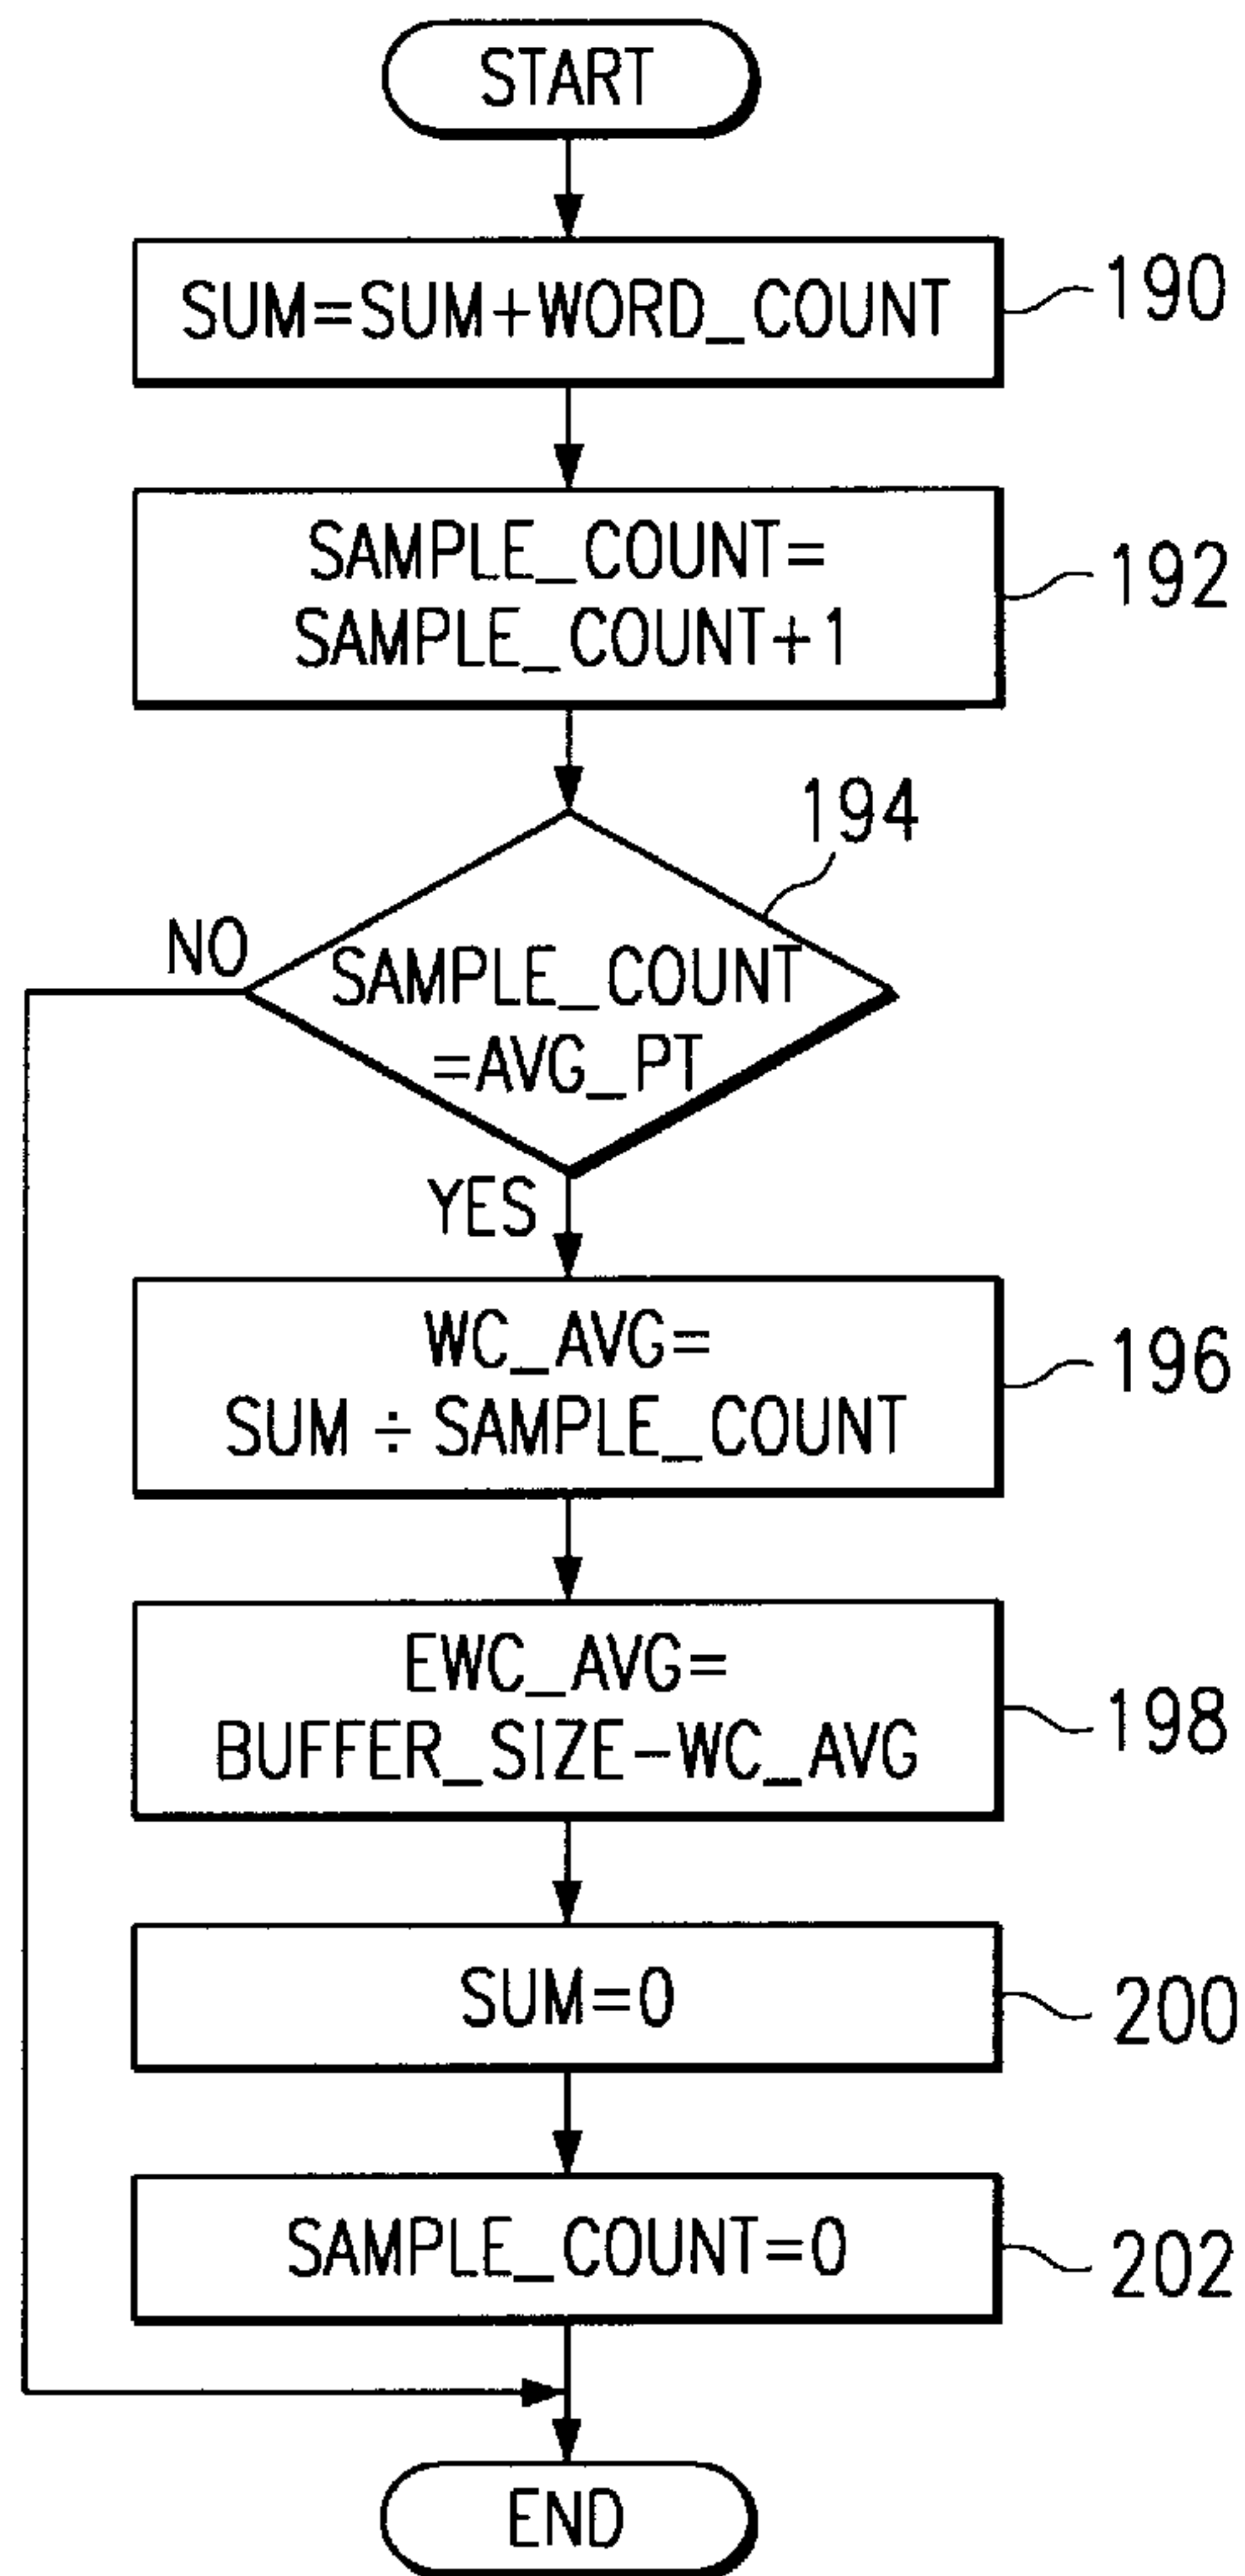 START
SUM=SUM+WORD_COUNT
190
SAMPLE_COUNT=
SAMPLE_COUNT+1
192
194
NO
SAMPLE_COUNT
=AVG_PT
YES
WC_AVG=
SUM ÷ SAMPLE_COUNT
196
EWC_AVG=
BUFFER_SIZE-WC_AVG
198
SUM=0
200
SAMPLE_COUNT=0
202
END